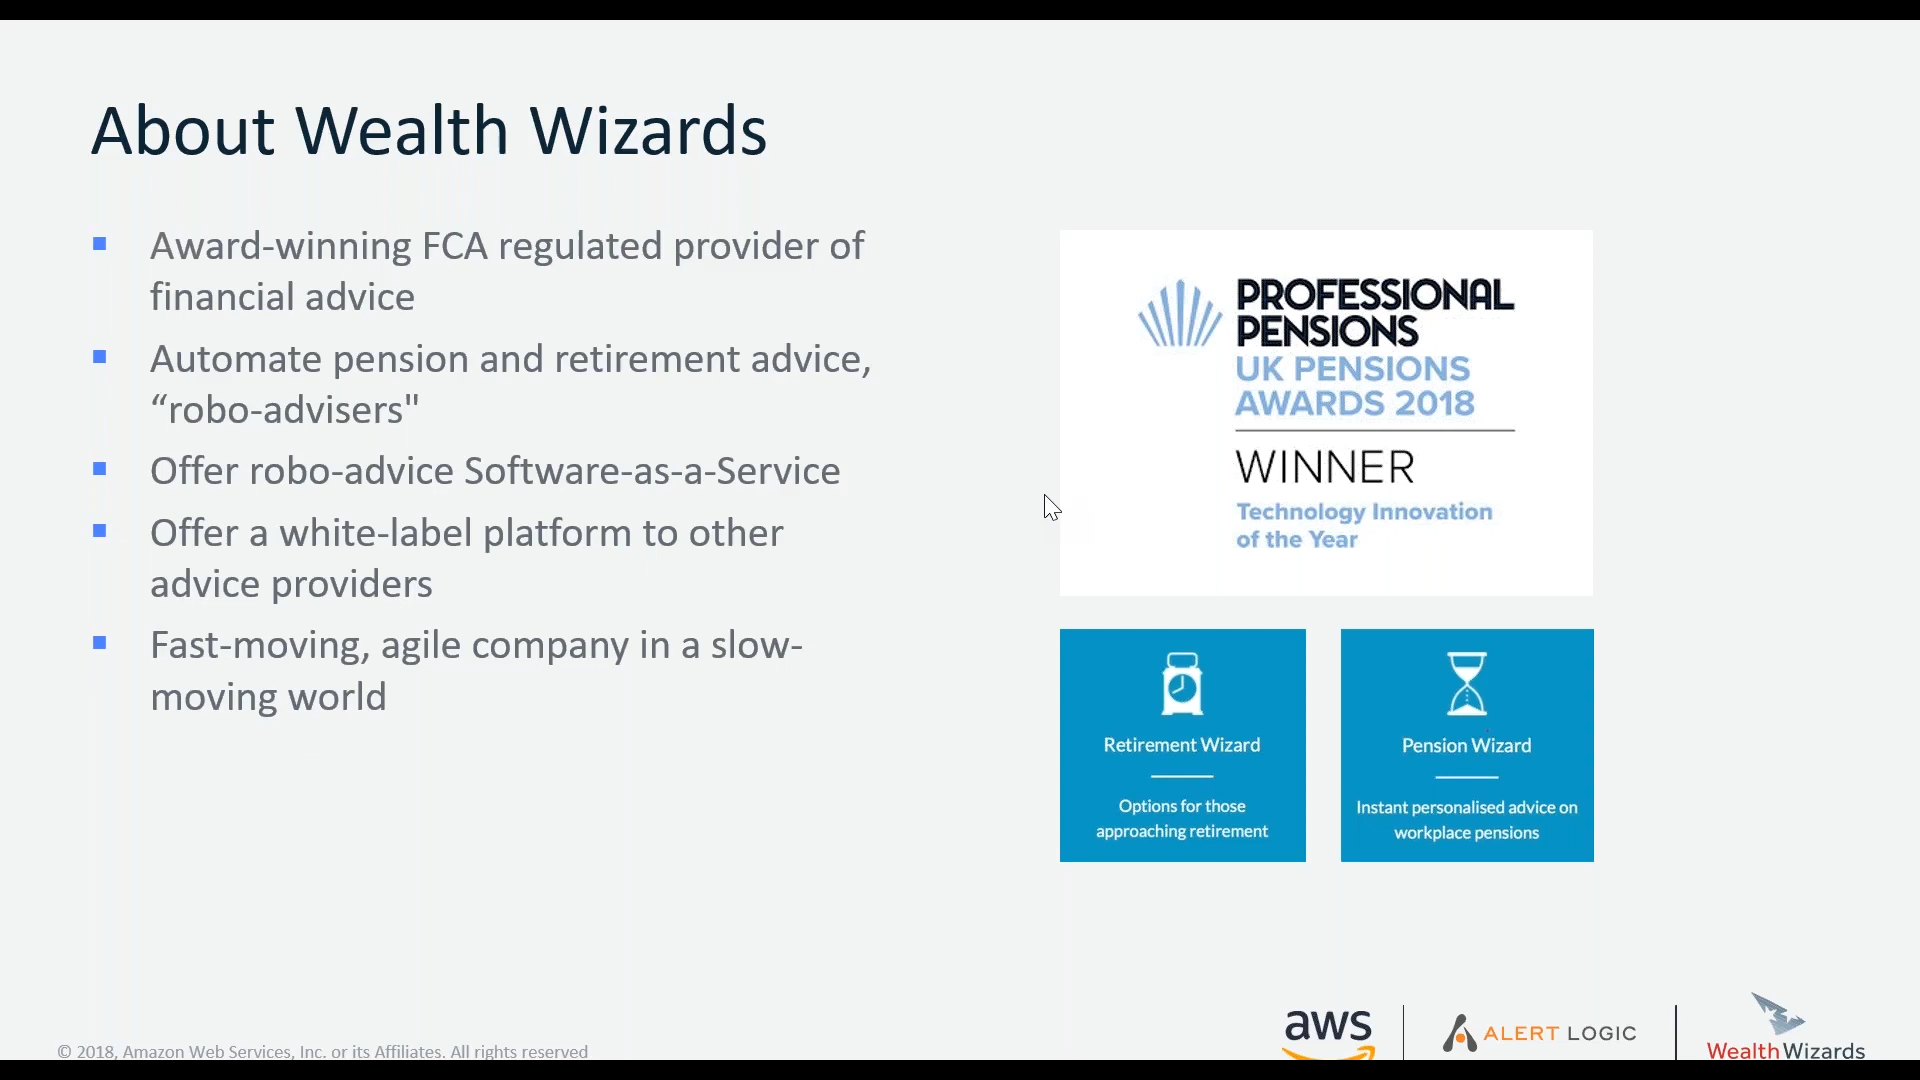 About Wealth Wizards
Award-winning FCA regulated provider of
financial advice
Automate pension and retirement advice,
“robo-advisers"
Offer robo-advice Software-as-a-Service
Offer a white-label platform to other
advice providers
Fast-moving, agile company in a slow-
moving world
PROFESSIONAL
PENSIONS
UK PENSIONS
AWARDS 2018
WINNER
Technology Innovation
of the Year
Retirement Wizard
Options for those
approaching retirement
Pension Wizard
Instant personalised advice on
workplace pensions
© 2018, Amazon Web Services, Inc. or its Affiliates. All rights reserved
aws
ALERT LOGIC
WealthWizards